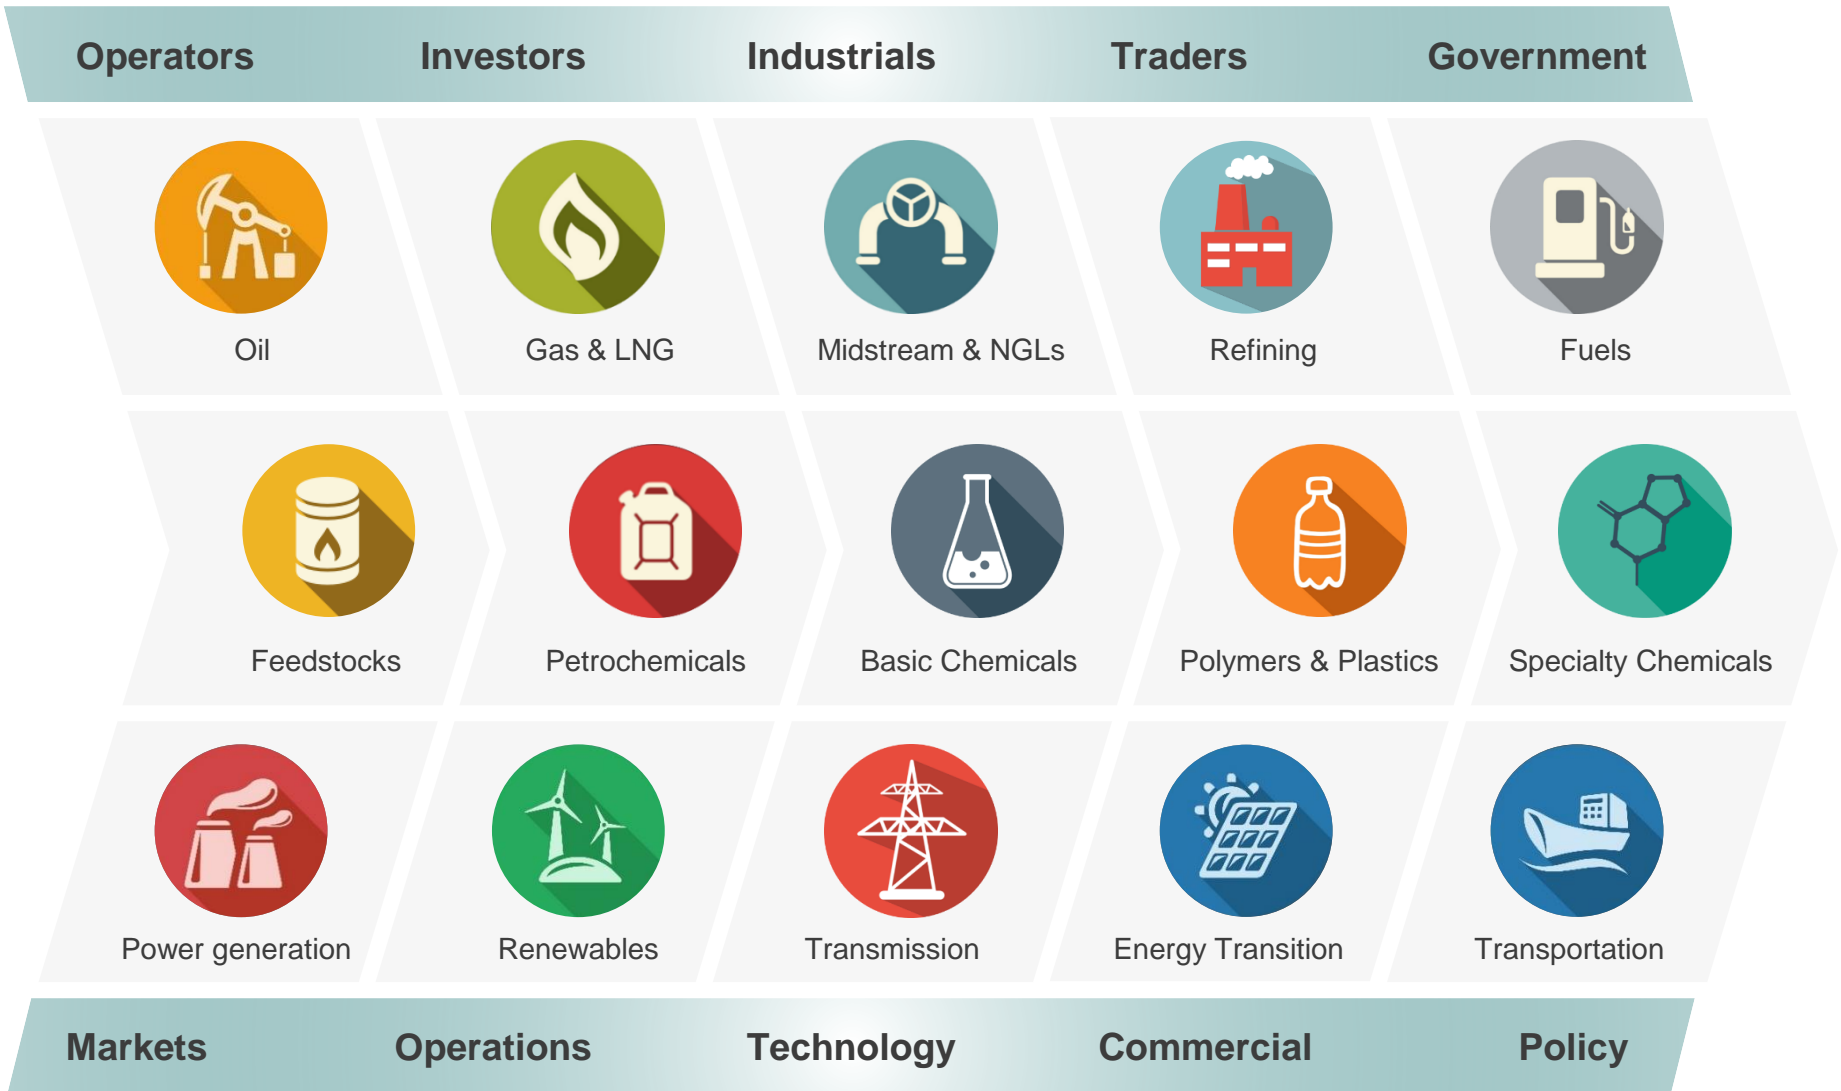 Operators Investors Industrials Traders Government
Oil Gas & LNG Midstream & NGLs Refining Fuels
Feedstocks Petrochemicals Basic Chemicals Polymers & Plastics Specialty Chemicals
Power generation Renewables Transmission Energy Transition Transportation
Markets Operations Technology Commercial Policy